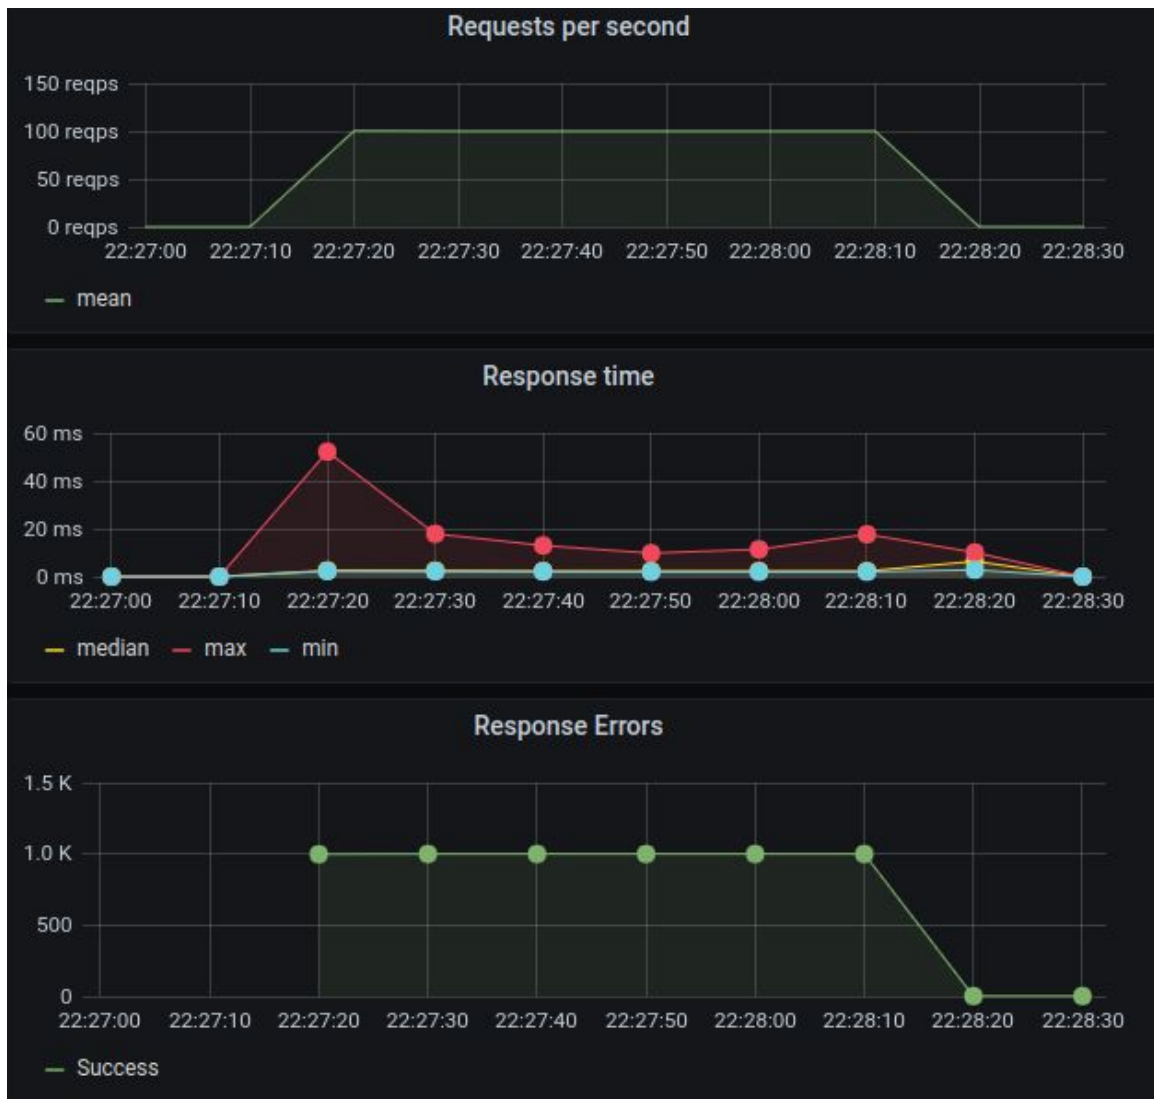 Requests per second
150 reqps
100 reqps
50 reqps
0 reqps
22:27:00 22:27:10 22:27:20 22:27:30 22:27:40 22:27:50 22:28:00 22:28:10 22:28:20 22:28:30
mean
Response time
60 ms
40 ms
20 ms
0 ms
22:27:00 22:27:10 22:27:20 22:27:30 22:27:40 22:27:50 22:28:00 22:28:10 22:28:20 22:28:30
median max min
Response Errors
1.5 K
1.0 K
500
0
22:27:00 22:27:10 22:27:20 22:27:30 22:27:40 22:27:50 22:28:00 22:28:10 22:28:20 22:28:30
Success